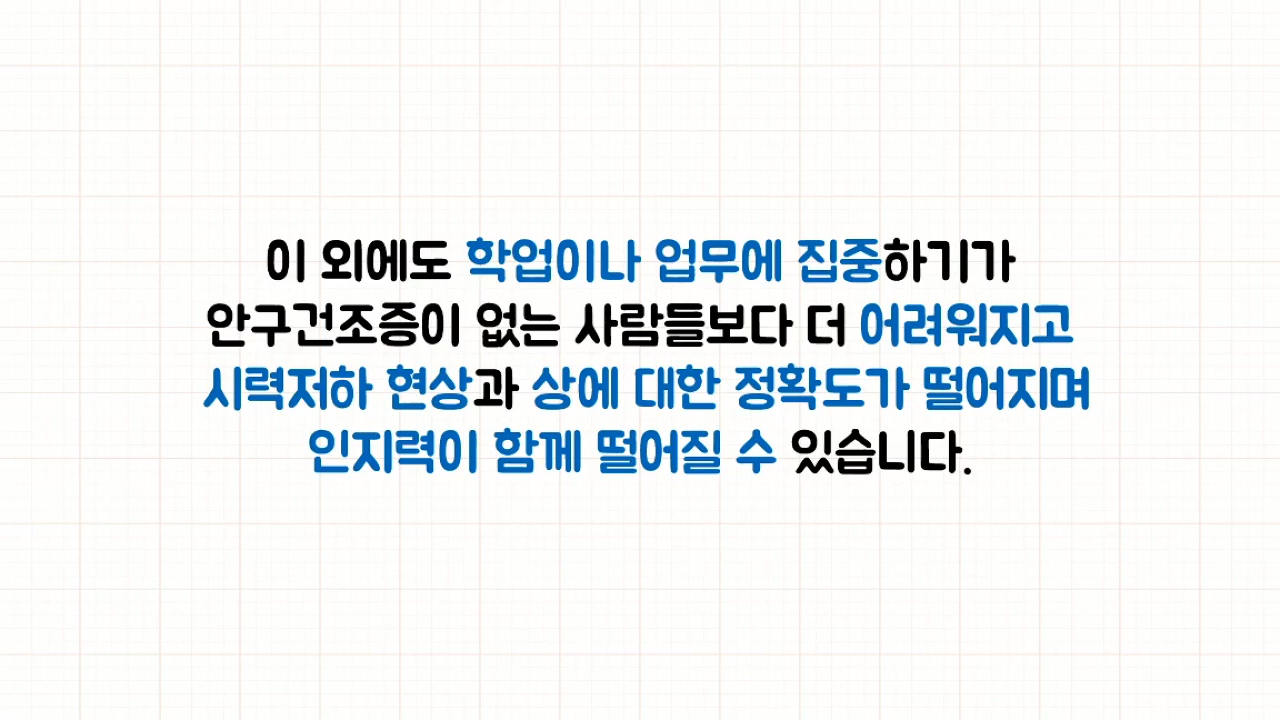 이 외에도 학업이나 업무에 집중하기가
안구건조증이 없는 사람들보다 더 어려워지고
시력저하 현상과 상에 대한 정확도가 떨어지며
인지력이 함께 떨어질 수 있습니다.